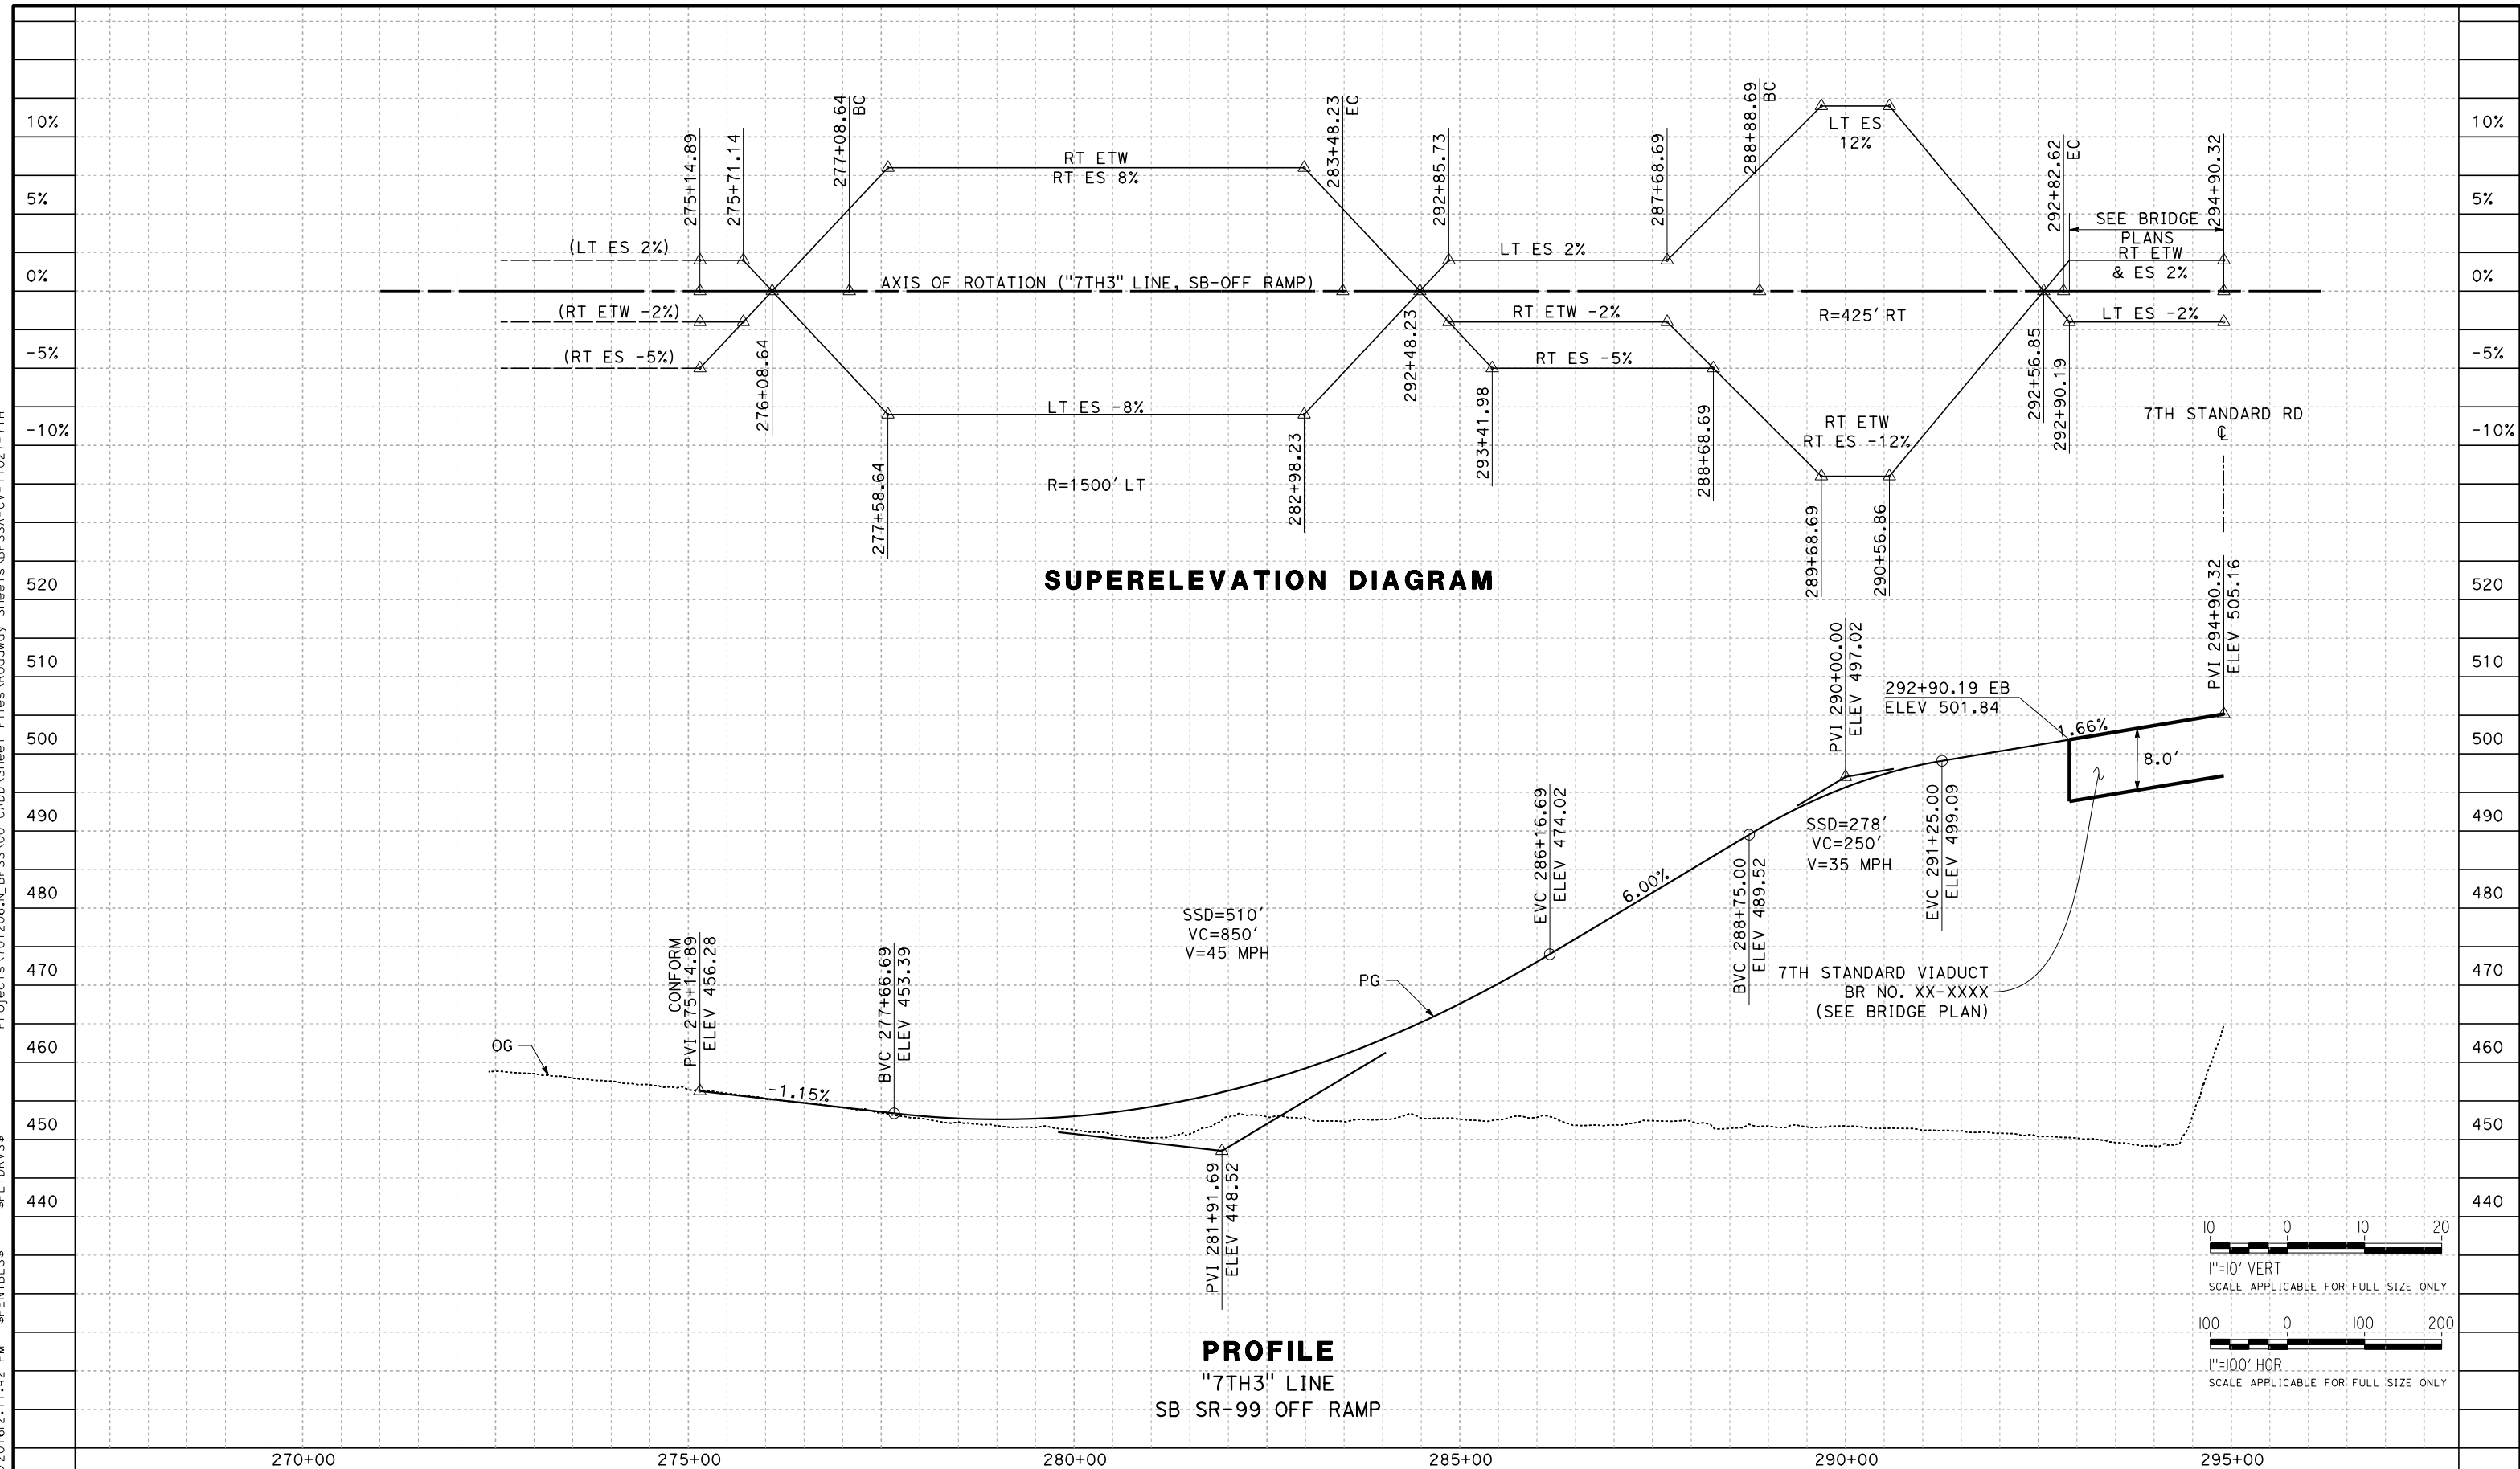 10%
5%
0%
-5%
-10%
520
510
500
490
480
470
460
450
440
275+14.89
275+71.14
277+08.64
BC
283+48.23
EC
292+85.73
287+68.69
288+88.69
BC
292+82.62
EC
294+90.32
10%
5%
0%
-5%
-10%
520
510
500
490
480
470
460
450
440
(LT ES 2%)
(RT ETW -2%)
(RT ES -5%)
RT ETW
RT ES 8%
AXIS OF ROTATION ("7TH3" LINE, SB-OFF RAMP)
LT ES -8%
R=1500' LT
LT ES 2%
RT ETW -2%
RT ES -5%
LT ES
12%
R=425' RT
RT ETW
RT ES -12%
SEE BRIDGE
PLANS
RT ETW
& ES 2%
LT ES -2%
7TH STANDARD RD
276+08.64
277+58.64
282+98.23
292+48.23
293+41.98
288+68.69
289+68.69
290+56.86
292+56.85
292+90.19
SUPERELEVATION DIAGRAM
OG
CONFORM
PVI 275+14.89
ELEV 456.28
-1.15%
BVC 277+66.69
ELEV 453.39
SSD=510'
VC=850'
V=45 MPH
PG
PVI 281+91.69
ELEV 448.52
EVC 286+16.69
ELEV 474.02
6.00%
BVC 288+75.00
ELEV 489.52
PVI 290+00.00
ELEV 497.02
SSD=278'
VC=250'
V=35 MPH
EVC 291+25.00
ELEV 499.09
292+90.19 EB
ELEV 501.84
1.66%
8.0'
PVI 294+90.32
ELEV 505.16
7TH STANDARD VIADUCT
BR NO. XX-XXXX
(SEE BRIDGE PLAN)
10 0 10 20
1"=10' VERT
SCALE APPLICABLE FOR FULL SIZE ONLY
100 0 100 200
1"=100' HOR
SCALE APPLICABLE FOR FULL SIZE ONLY
PROFILE
"7TH3" LINE
SB SR-99 OFF RAMP
270+00 275+00 280+00 285+00 290+00 295+00